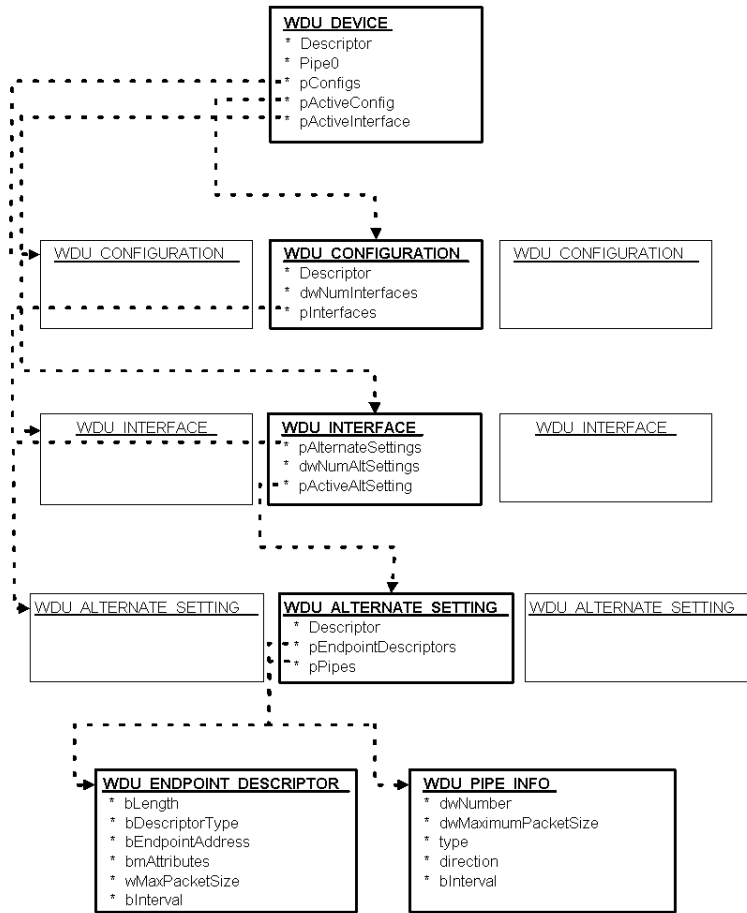 WDU DEVICE
* Descriptor
* Pipe0
* pConfigs
* pActiveConfig
* pActiveInterface
WDU CONFIGURATION
WDU CONFIGURATION
* Descriptor
* dwNumInterfaces
* pInterfaces
WDU CONFIGURATION
WDU INTERFACE
WDU INTERFACE
* pAlternateSettings
* dwNumAltSettings
* pActiveAltSetting
WDU INTERFACE
WDU ALTERNATE SETTING
WDU ALTERNATE SETTING
* Descriptor
* pEndpointDescriptors
* pPipes
WDU ALTERNATE SETTING
WDU ENDPOINT DESCRIPTOR
* bLength
* bDescriptorType
* bEndpointAddress
* bmAttributes
* wMaxPacketSize
* bInterval
WDU PIPE INFO
* dwNumber
* dwMaximumPacketSize
* type
* direction
* bInterval